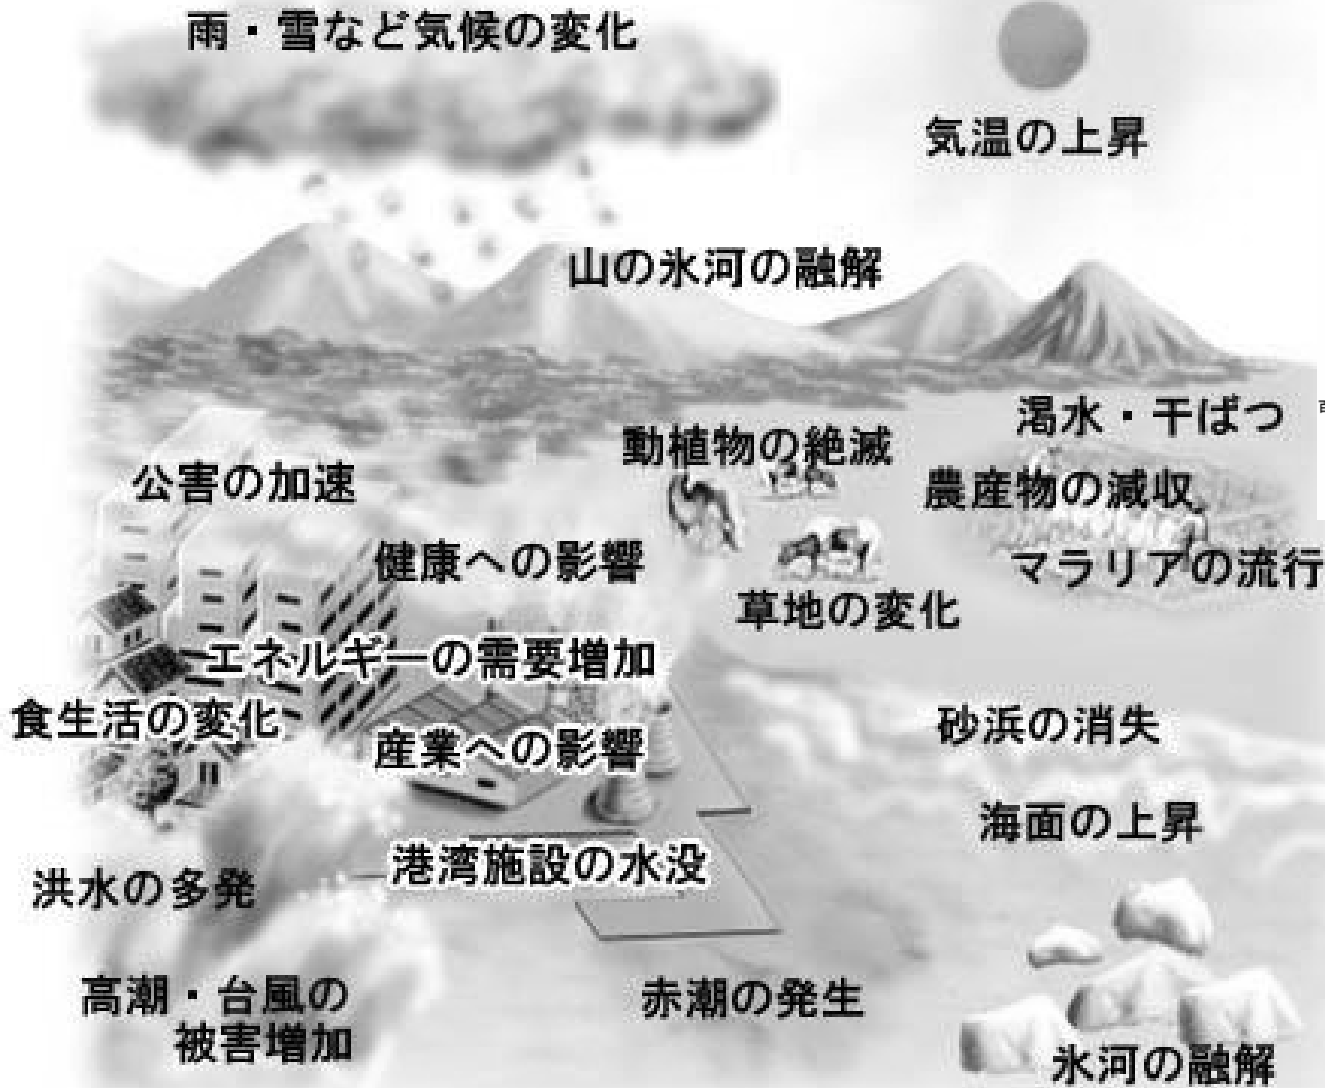 雨・雪など気候の変化
気温の上昇
山の氷河の融解
渇水・干ばつ
動植物の絶滅
公害の加速
農産物の減収
健康への影響
マラリアの流行
草地の変化
エネルギーの需要増加
食生活の変化
砂浜の消失
産業への影響
海面の上昇
港湾施設の水没
洪水の多発
高潮・台風の
被害増加
赤潮の発生
氷河の融解